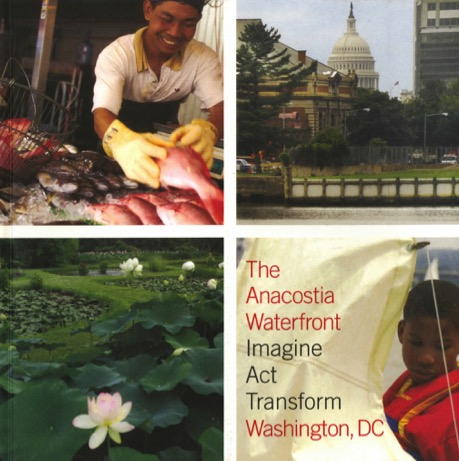 The
Anacostia
Waterfront
Imagine
Act
Transform
Washington, DC